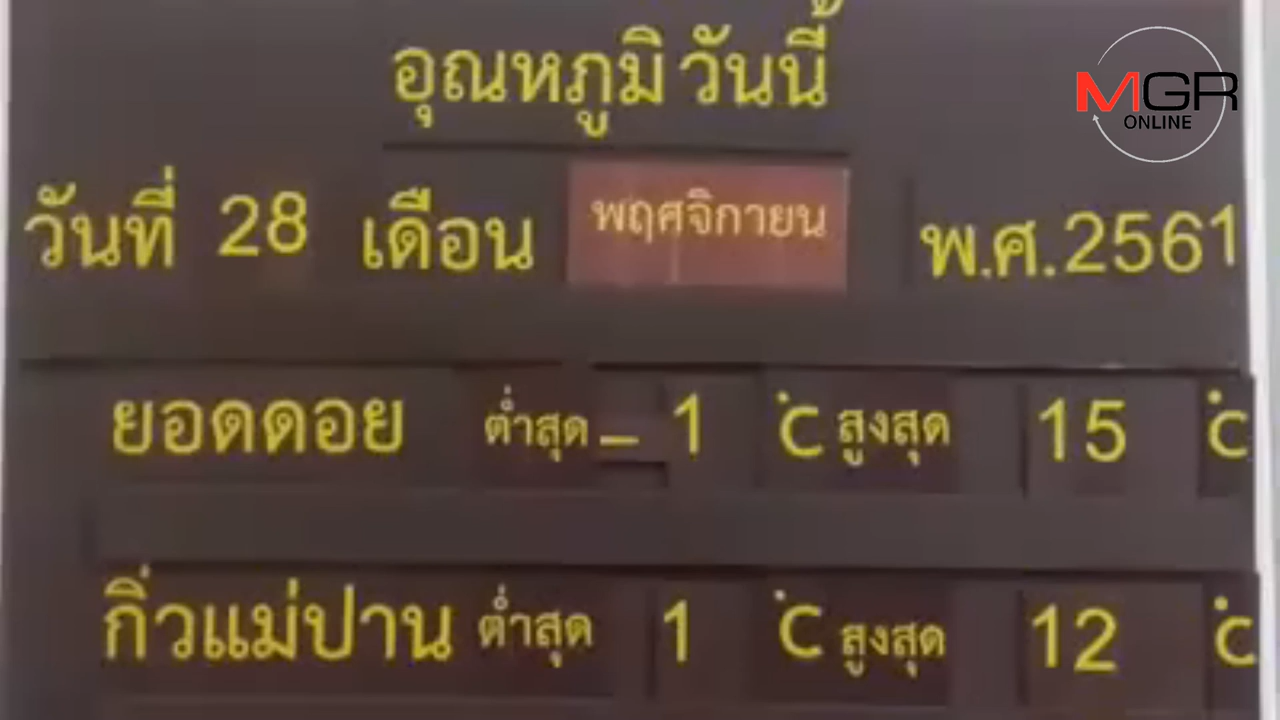 อุณหภูมิ วันนี้
MGR
ONLINE
วันที่ 28 เดือน พฤศจิกายน พ.ศ.2561
ยอดดอย ต่ำสุด -1 °C สูงสุด 15 °C
กิ่วแม่ปาน ต่ำสุด 1 °C สูงสุด 12 °C